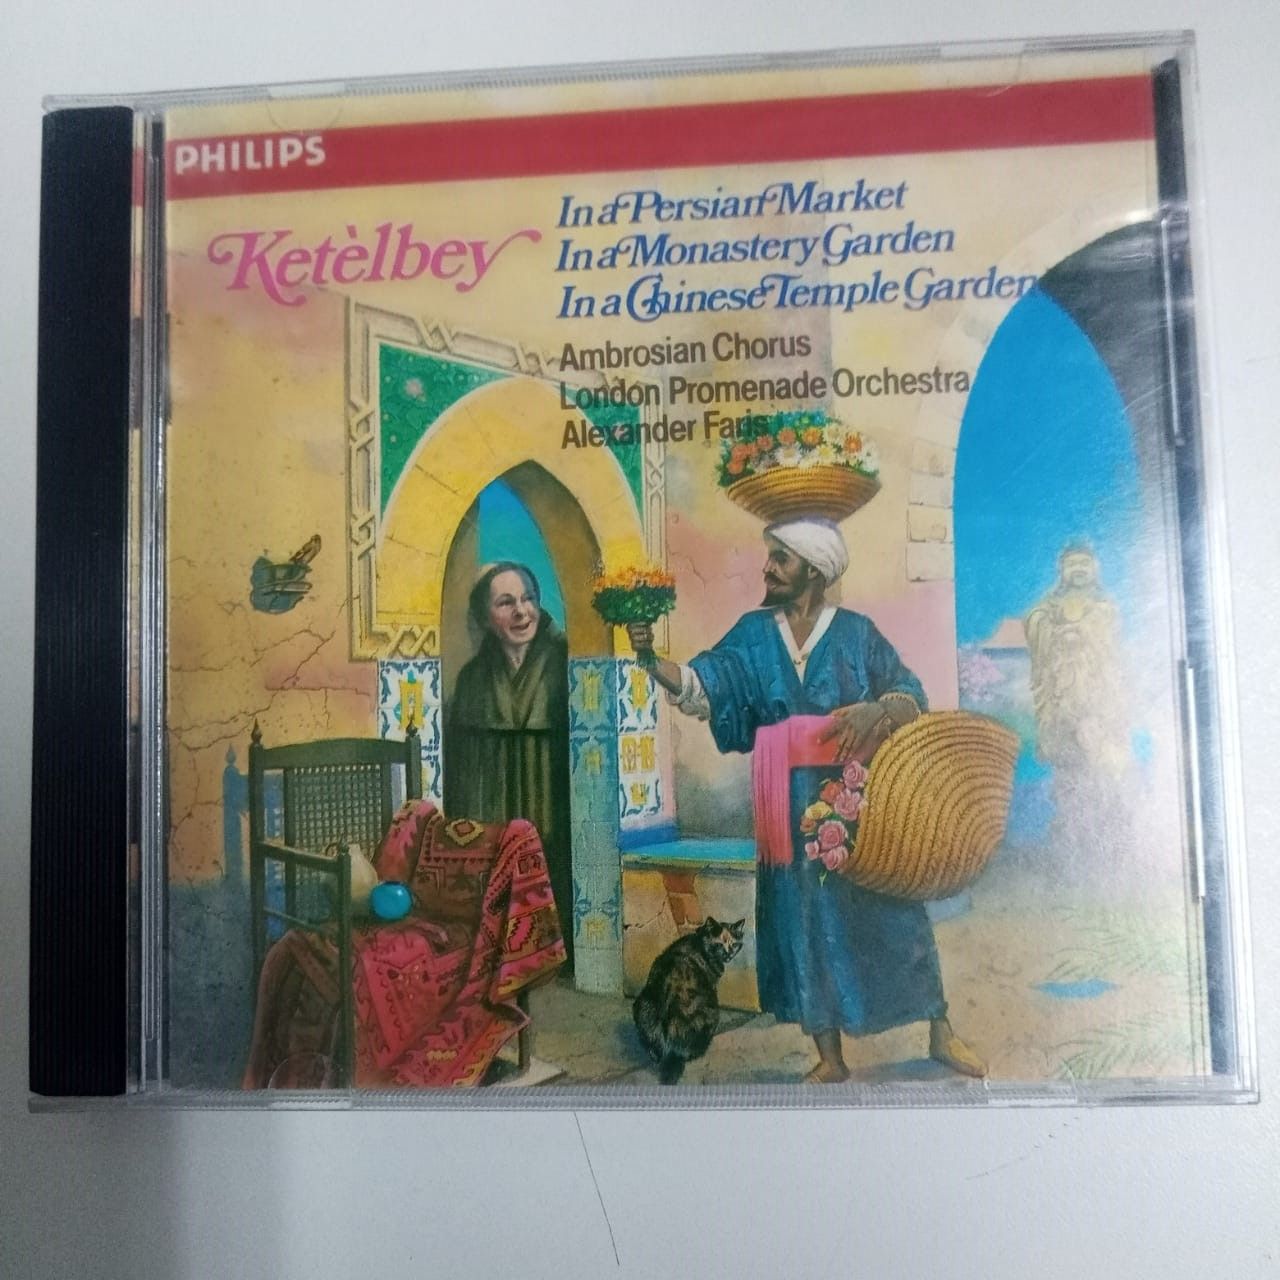 PHILIPS
Ketèlbey
In a Persian Market
In a Monastery Garden
In a Chinese Temple Garden
Ambrosian Chorus
London Promenade Orchestra
Alexander Faris